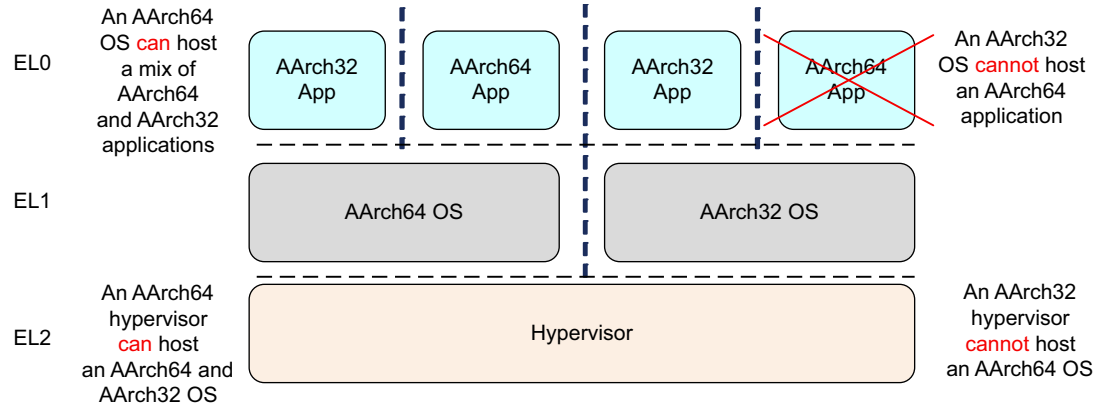 An AArch64
OS can host
a mix of
AArch64
and AArch32
applications
EL0
AArch32
App
AArch64
App
AArch32
App
AArch64
App
An AArch32
OS cannot host
an AArch64
application
EL1
AArch64 OS
AArch32 OS
An AArch64
hypervisor
can host
an AArch64 and
AArch32 OS
EL2
Hypervisor
An AArch32
hypervisor
cannot host
an AArch64 OS